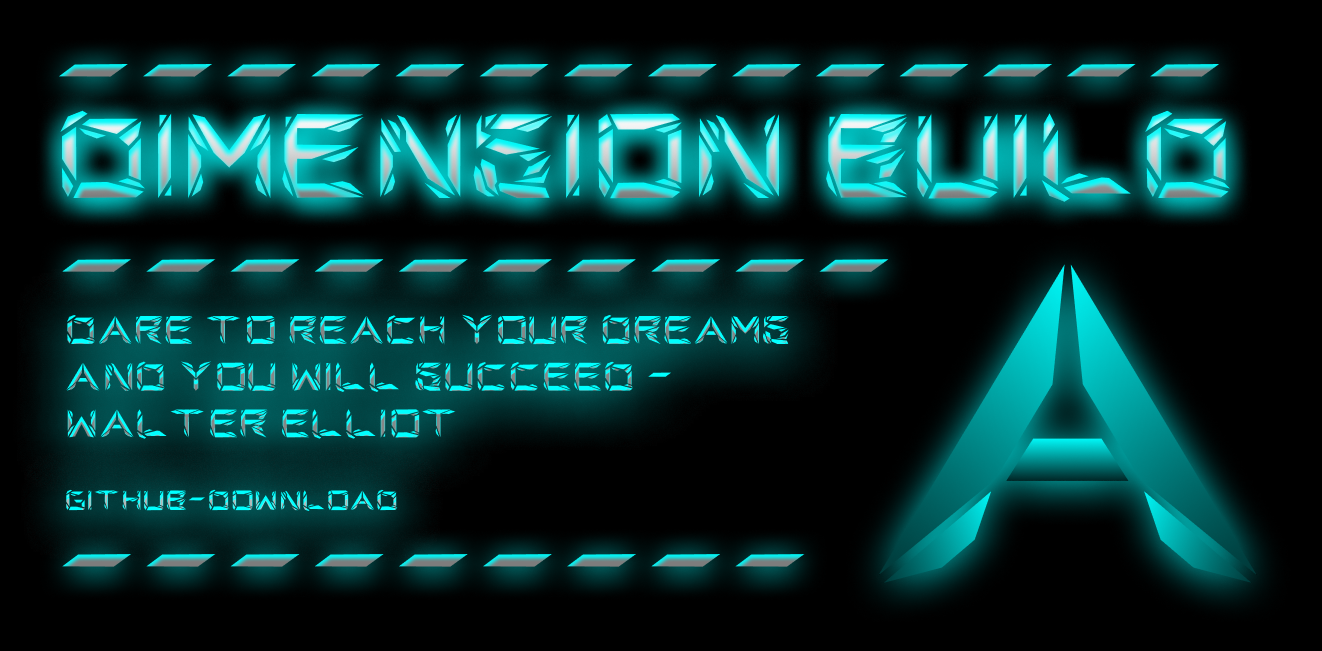 DIMENSION BUILD
DARE TO REACH YOUR DREAMS
AND YOU WILL SUCCEED -
WALTER ELLIOT
GITHUB-DOWNLOAD
A